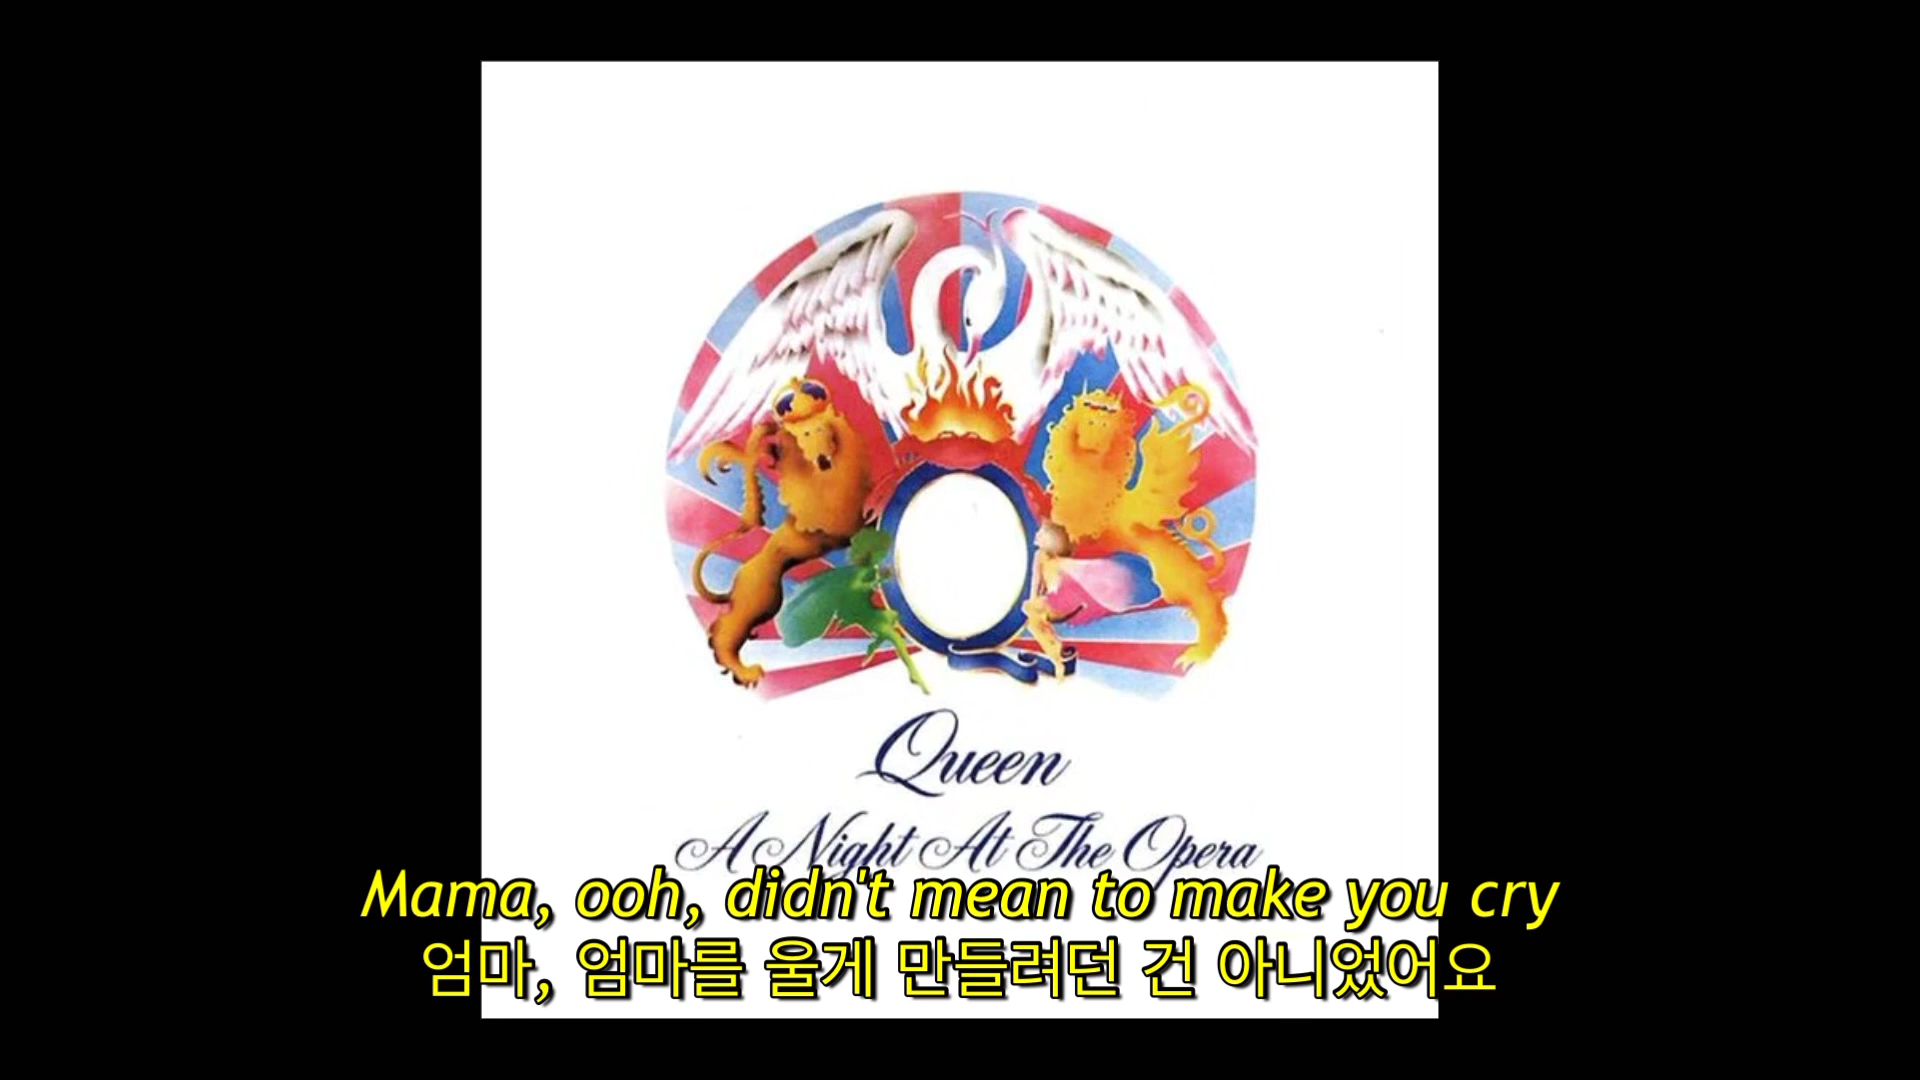 Queen
A Night At The Opera
Mama, ooh, didn't mean to make you cry
엄마, 엄마를 울게 만들려던 건 아니었어요